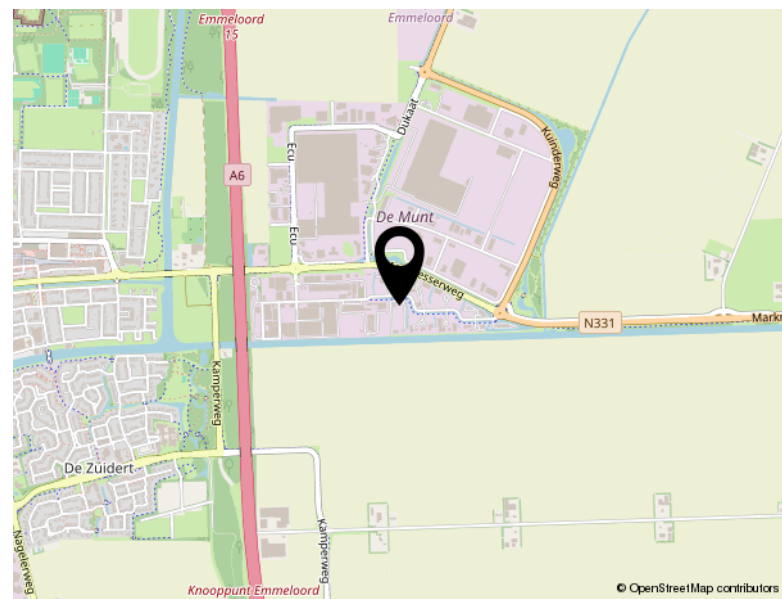 Emmeloord
15
Emmeloord
Dukaat
Kuinderweg
Ecu
A6
De Munt
Ecu
esserweg
N331
Markn
Kamperweg
De Zuidert
Kamperweg
Nagelerweg
Knooppunt Emmeloord
© OpenStreetMap contributors